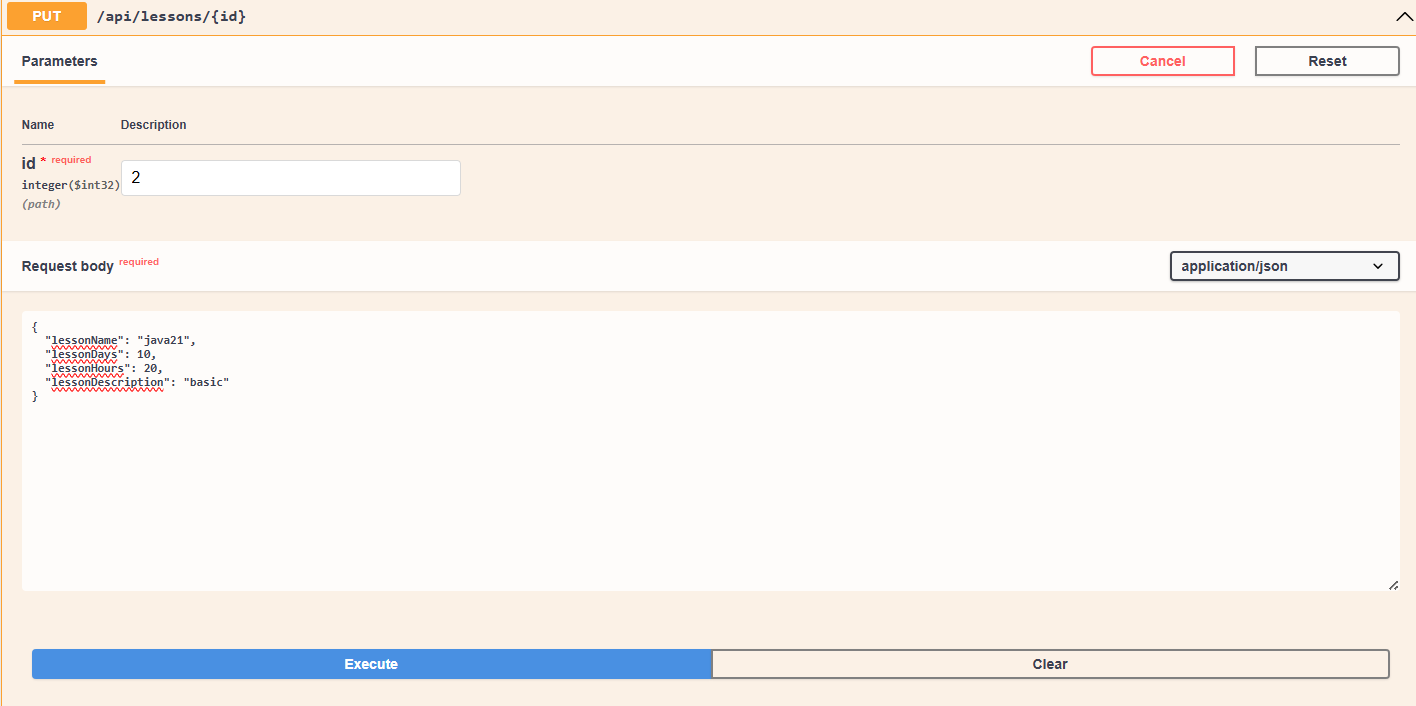 PUT /api/lessons/{id}
Parameters
Cancel
Reset
Name Description
id * required
integer($int32)
(path)
2
Request body required
application/json
{
  "lessonName": "java21",
  "lessonDays": 10,
  "lessonHours": 20,
  "lessonDescription": "basic"
}
Execute
Clear